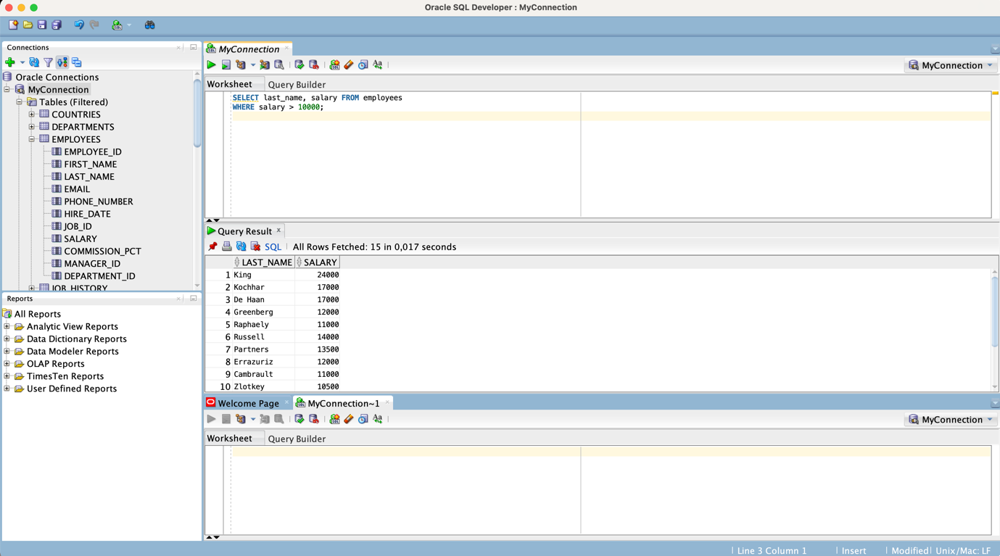 Oracle SQL Developer : MyConnection
Connections
Oracle Connections
MyConnection
Tables (Filtered)
COUNTRIES
DEPARTMENTS
EMPLOYEES
EMPLOYEE_ID
FIRST_NAME
LAST_NAME
EMAIL
PHONE_NUMBER
HIRE_DATE
JOB_ID
SALARY
COMMISSION_PCT
MANAGER_ID
DEPARTMENT_ID
JOB_HISTORY
Reports
All Reports
Analytic View Reports
Data Dictionary Reports
Data Modeler Reports
OLAP Reports
TimesTen Reports
User Defined Reports
MyConnection
MyConnection
Worksheet Query Builder
SELECT last_name, salary FROM employees
WHERE salary > 10000;
Query Result
SQL All Rows Fetched: 15 in 0,017 seconds
LAST_NAME SALARY
1 King 24000
2 Kochhar 17000
3 De Haan 17000
4 Greenberg 12000
5 Raphaely 11000
6 Russell 14000
7 Partners 13500
8 Errazuriz 12000
9 Cambrault 11000
10 Zlotkey 10500
Welcome Page MyConnection~1
MyConnection
Worksheet Query Builder
Line 3 Column 1 Insert Modified Unix/Mac: LF